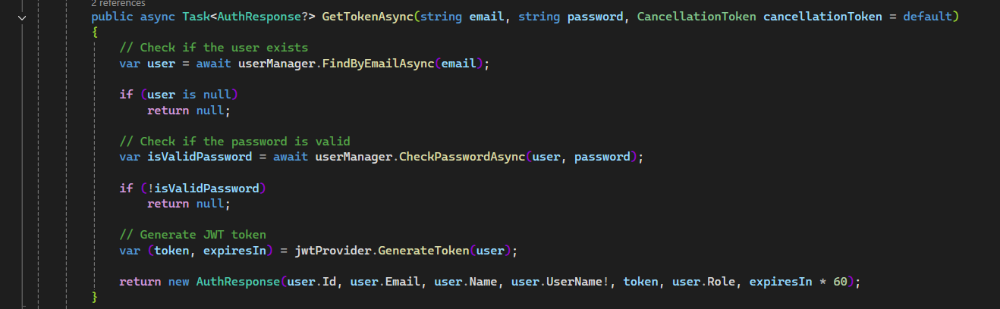 2 references
public async Task<AuthResponse?> GetTokenAsync(string email, string password, CancellationToken cancellationToken = default)
{
// Check if the user exists
var user = await userManager.FindByEmailAsync(email);
if (user is null)
return null;
// Check if the password is valid
var isValidPassword = await userManager.CheckPasswordAsync(user, password);
if (!isValidPassword)
return null;
// Generate JWT token
var (token, expiresIn) = jwtProvider.GenerateToken(user);
return new AuthResponse(user.Id, user.Email, user.Name, user.UserName!, token, user.Role, expiresIn * 60);
}